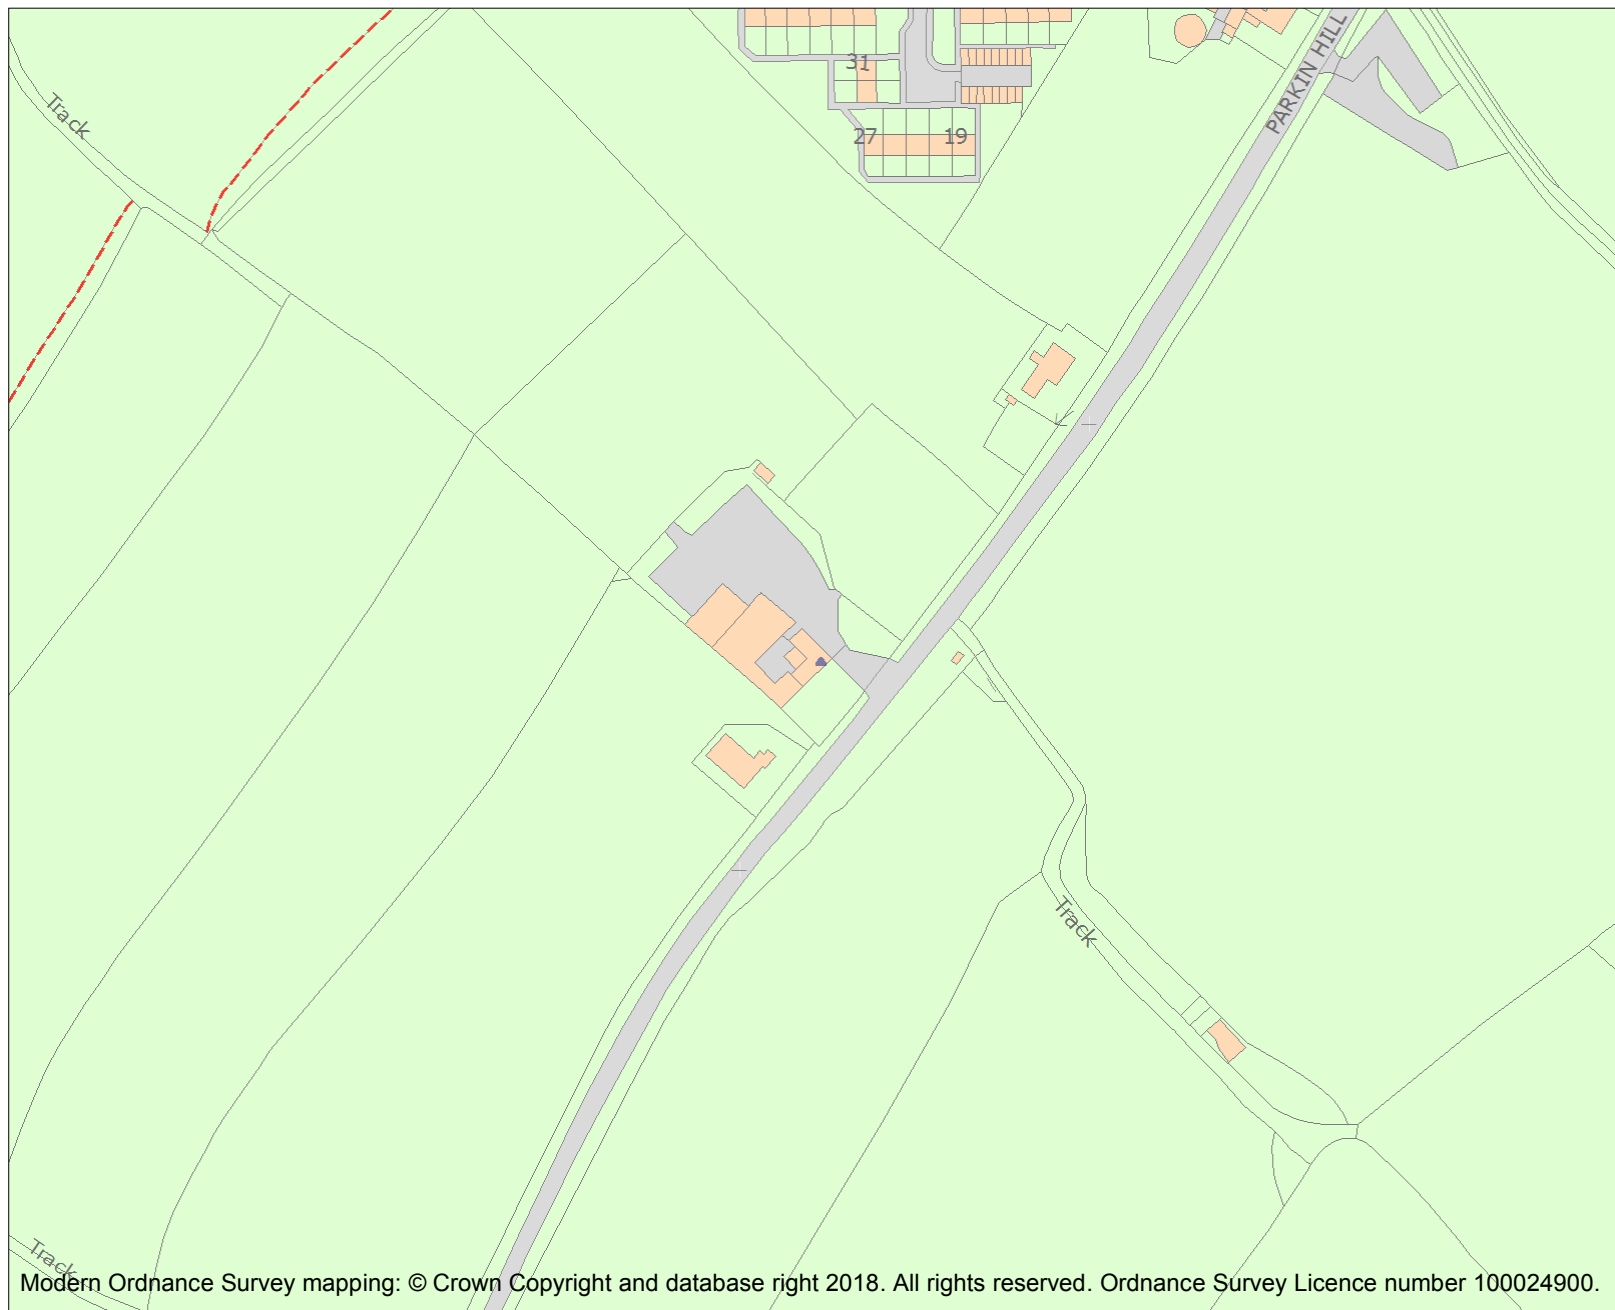 PARKIN HILL
31
Track
27
19
Track
Track
Modern Ordnance Survey mapping: © Crown Copyright and database right 2018. All rights reserved. Ordnance Survey Licence number 100024900.